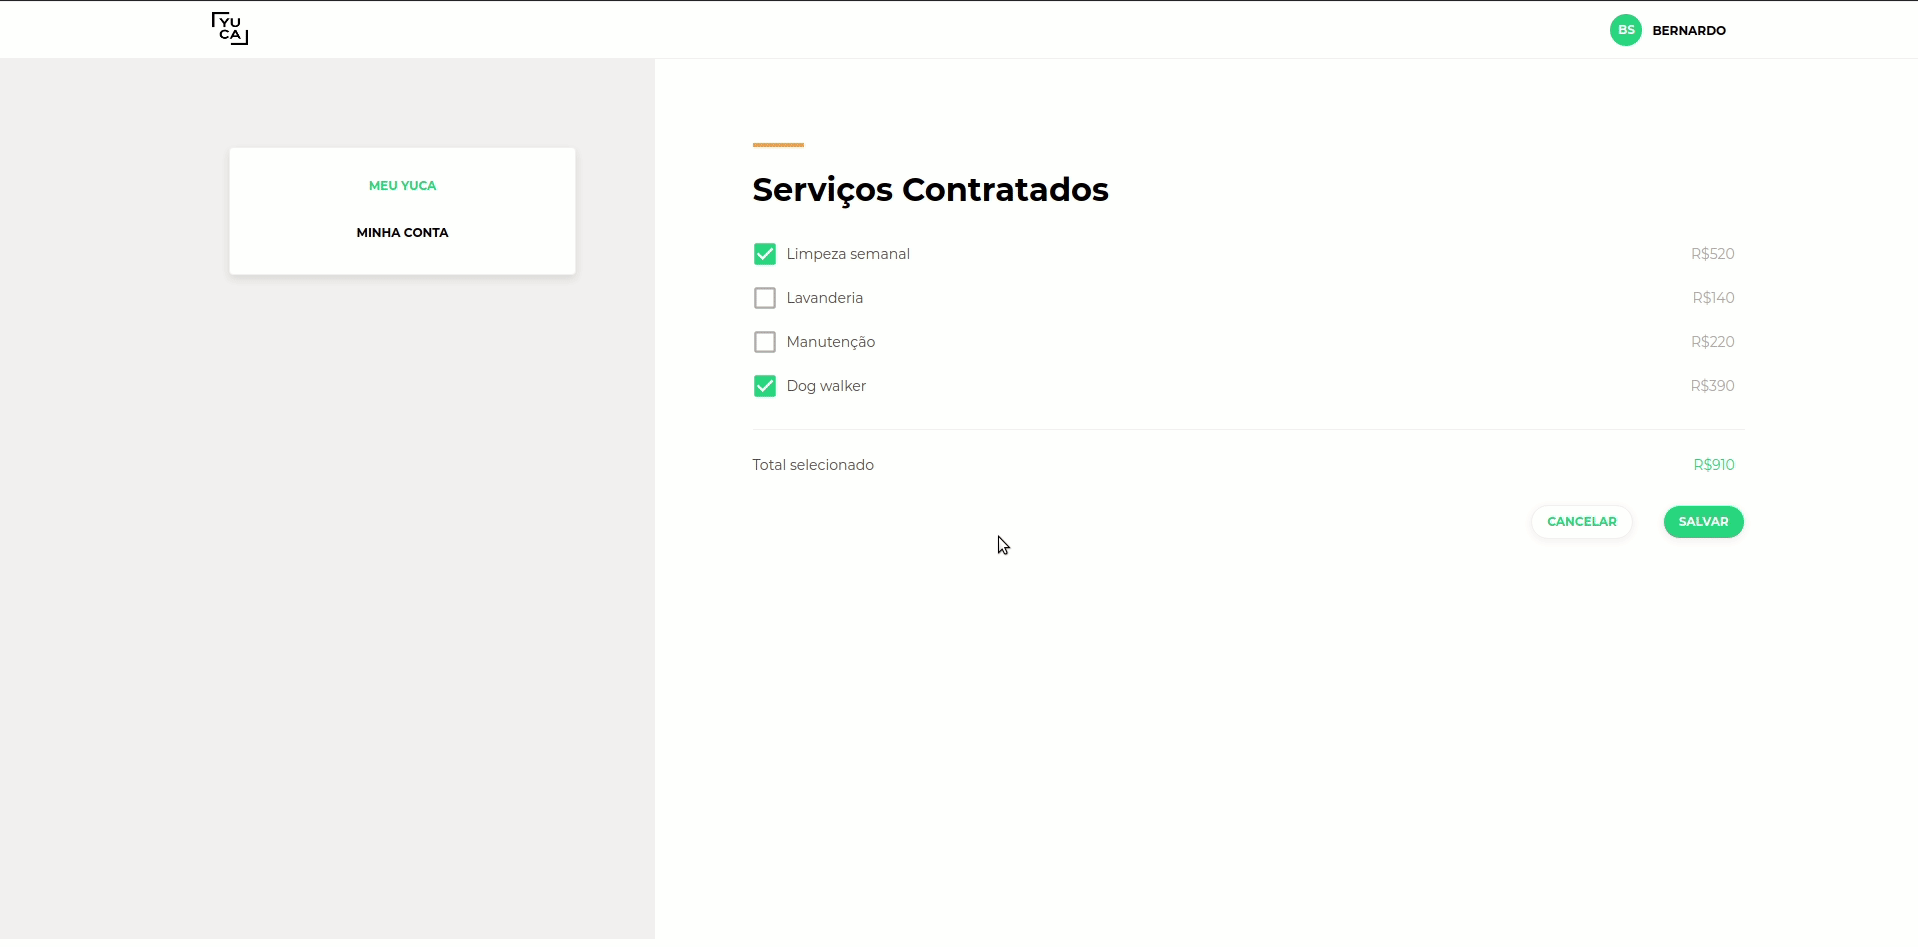 YU
CA
BS BERNARDO
MEU YUCA
MINHA CONTA
Serviços Contratados
Limpeza semanal R$520
Lavanderia R$140
Manutenção R$220
Dog walker R$390
Total selecionado R$910
CANCELAR SALVAR